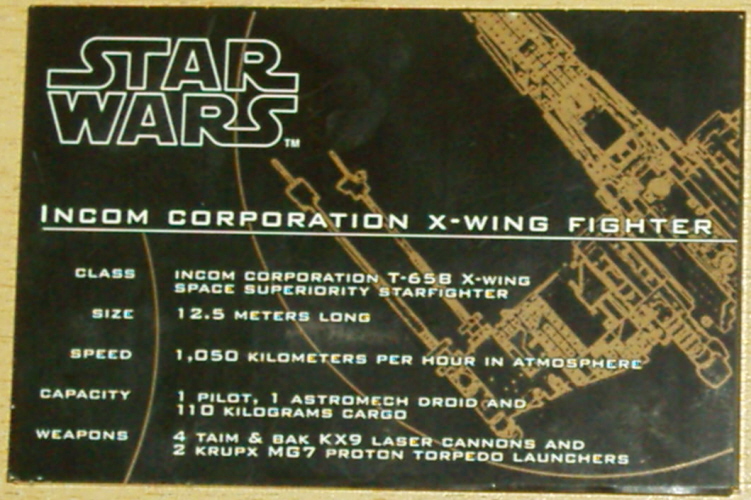 STAR
WARS™
INCOM CORPORATION X-WING FIGHTER
CLASS INCOM CORPORATION T-65B X-WING
SPACE SUPERIORITY STARFIGHTER
SIZE 12.5 METERS LONG
SPEED 1,050 KILOMETERS PER HOUR IN ATMOSPHERE
CAPACITY 1 PILOT, 1 ASTROMECH DROID AND
110 KILOGRAMS CARGO
WEAPONS 4 TAIM & BAK KX9 LASER CANNONS AND
2 KRUPX MG7 PROTON TORPEDO LAUNCHERS